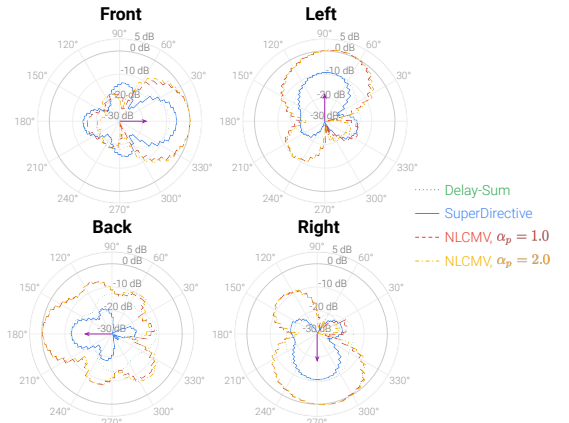 Front
90°
5 dB
120°
60°
0 dB
150°
-10 dB
30°
-20 dB
-30 dB
180°
210°
330°
240°
300°
270°
Left
90°
5 dB
120°
60°
0 dB
150°
-10 dB
30°
-20 dB
-30 dB
180°
210°
330°
240°
300°
270°
Delay-Sum
SuperDirective
NLCMV, αₚ = 1.0
NLCMV, αₚ = 2.0
Back
90°
5 dB
120°
60°
0 dB
150°
-10 dB
30°
-20 dB
-30 dB
180°
210°
330°
240°
300°
270°
Right
90°
5 dB
120°
60°
0 dB
150°
-10 dB
30°
-20 dB
-30 dB
180°
210°
330°
240°
300°
270°